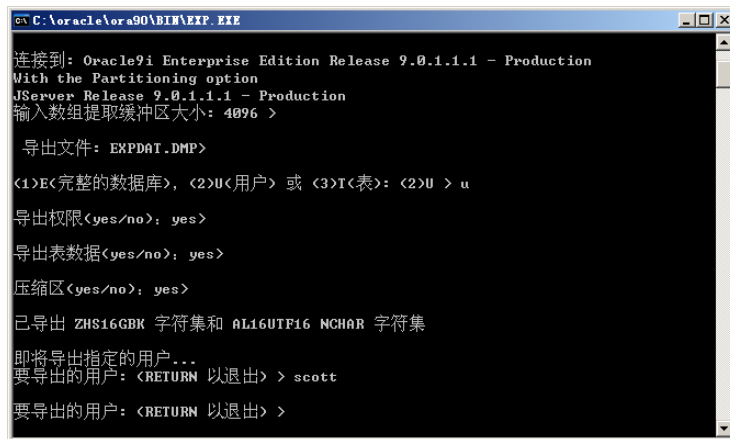 C:\oracle\ora90\BIN\EXP.EXE
连接到: Oracle9i Enterprise Edition Release 9.0.1.1.1 - Production
With the Partitioning option
JServer Release 9.0.1.1.1 - Production
输入数组提取缓冲区大小: 4096 >
导出文件: EXPDAT.DMP>
(1)E(完整的数据库), (2)U(用户) 或 (3)T(表): (2)U > u
导出权限(yes/no): yes>
导出表数据(yes/no): yes>
压缩区(yes/no): yes>
已导出 ZHS16GBK 字符集和 AL16UTF16 NCHAR 字符集
即将导出指定的用户...
要导出的用户: (RETURN 以退出) > scott
要导出的用户: (RETURN 以退出) >